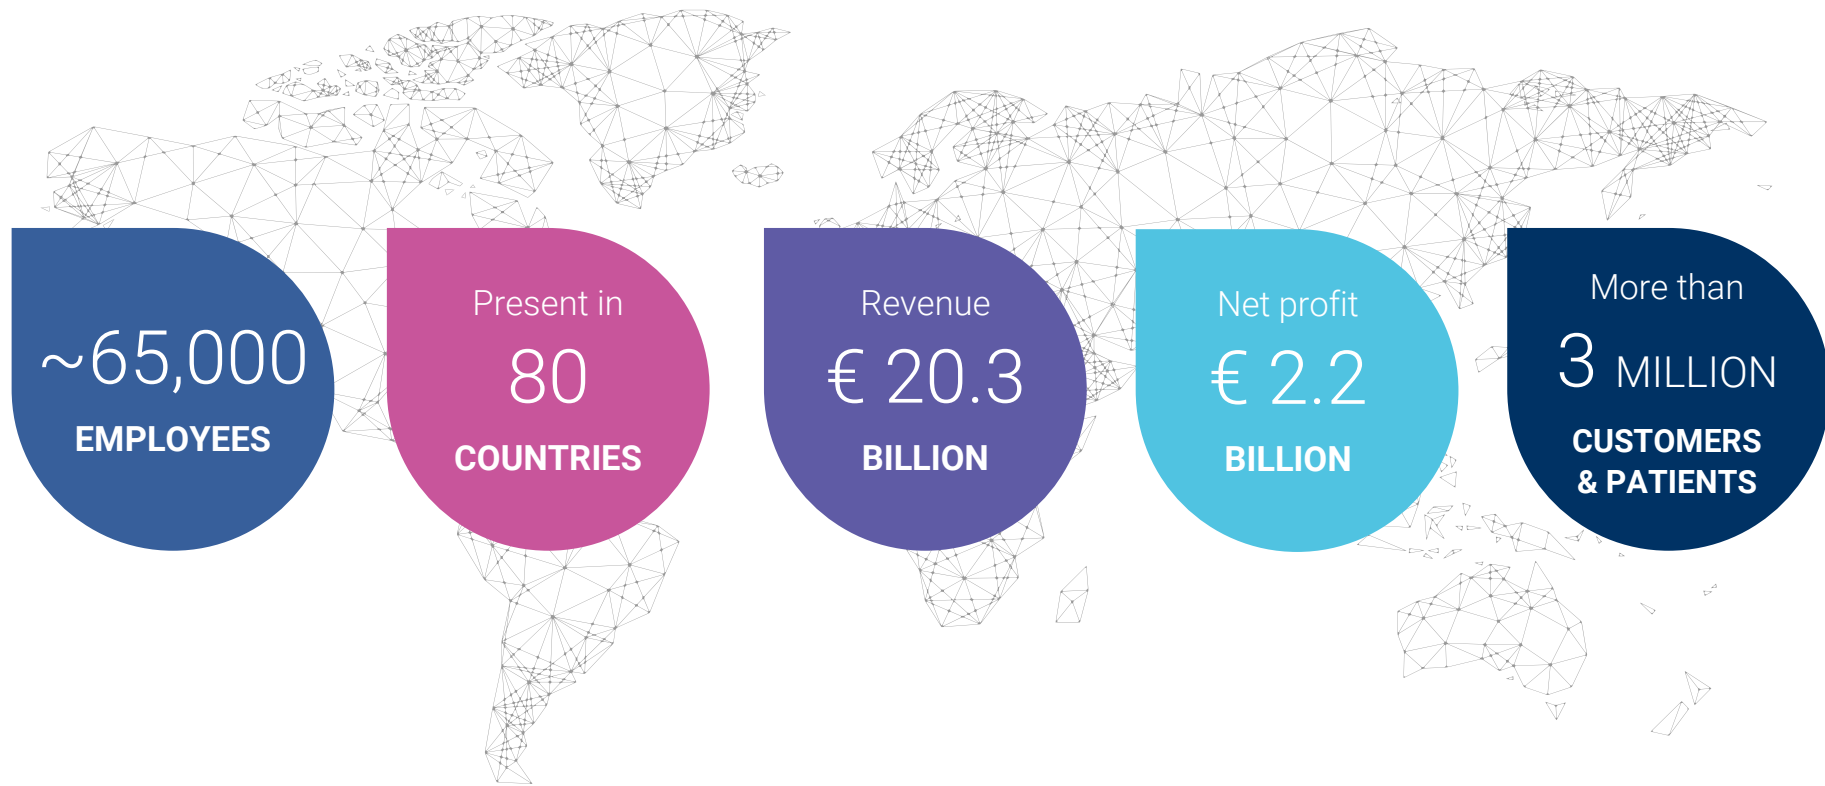 ~65,000
EMPLOYEES
Present in
80
COUNTRIES
Revenue
€ 20.3
BILLION
Net profit
€ 2.2
BILLION
More than
3 MILLION
CUSTOMERS
& PATIENTS